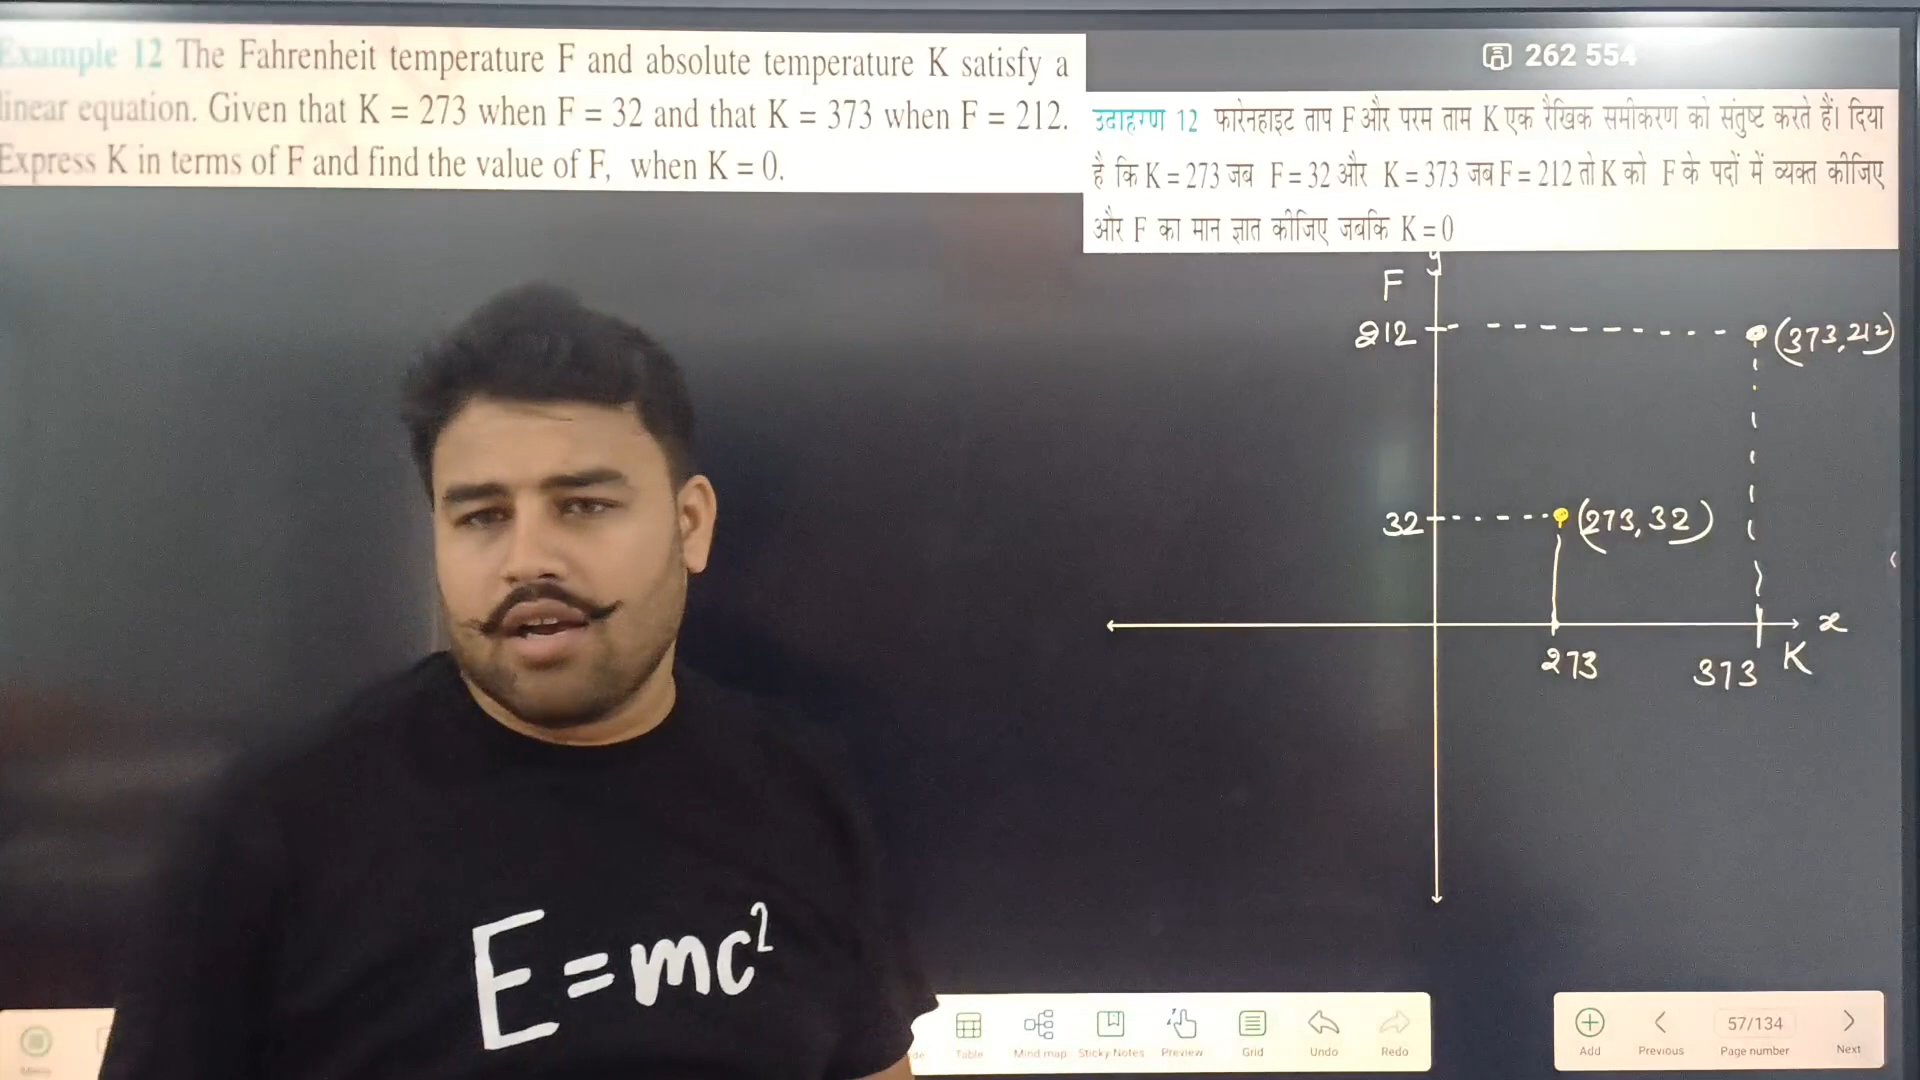 Example 12 The Fahrenheit temperature F and absolute temperature K satisfy a
linear equation. Given that K = 273 when F = 32 and that K = 373 when F = 212.
Express K in terms of F and find the value of F, when K = 0.
262 554
उदाहरण 12 फारेनहाइट ताप F और परम ताम K एक रैखिक समीकरण को संतुष्ट करते हैं। दिया
है कि K = 273 जब F = 32 और K = 373 जब F = 212 तो K को F के पदों में व्यक्त कीजिए
और F का मान ज्ञात कीजिए जबकि K = 0
y
F
212
(373,212)
32
(273,32)
x
273
373
K
E=mc²
Menu
Table
Mind map
Sticky Notes
Preview
Grid
Undo
Redo
Add
Previous
57/134
Page number
Next